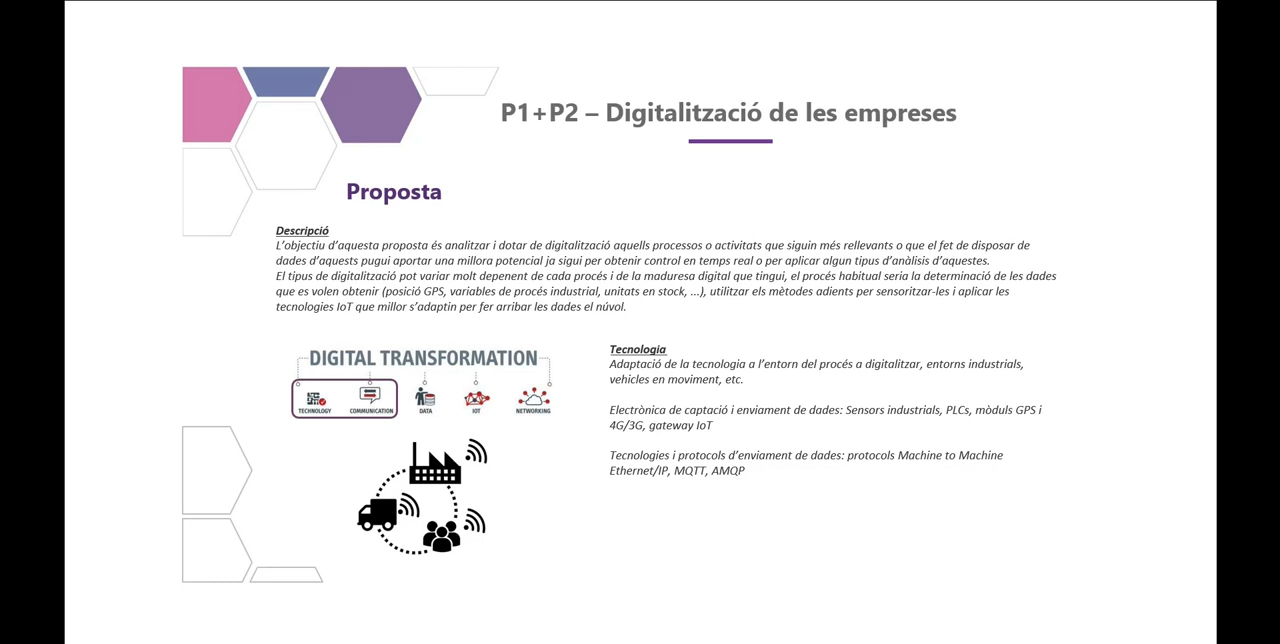 P1+P2 – Digitalització de les empreses
Proposta
Descripció
L'objectiu d'aquesta proposta és analitzar i dotar de digitalització aquells processos o activitats que siguin més rellevants o que el fet de disposar de
dades d'aquests pugui aportar una millora potencial ja sigui per obtenir control en temps real o per aplicar algun tipus d'anàlisis d'aquestes.
El tipus de digitalització pot variar molt depenent de cada procés i de la maduresa digital que tingui, el procés habitual seria la determinació de les dades
que es volen obtenir (posició GPS, variables de procés industrial, unitats en stock, ...), utilitzar els mètodes adients per sensoritzar-les i aplicar les
tecnologies IoT que millor s'adaptin per fer arribar les dades el núvol.
DIGITAL TRANSFORMATION
TECHNOLOGY COMMUNICATION DATA IOT NETWORKING
Tecnologia
Adaptació de la tecnologia a l'entorn del procés a digitalitzar, entorns industrials,
vehicles en moviment, etc.
Electrònica de captació i enviament de dades: Sensors industrials, PLCs, mòduls GPS i
4G/3G, gateway IoT
Tecnologies i protocols d'enviament de dades: protocols Machine to Machine
Ethernet/IP, MQTT, AMQP